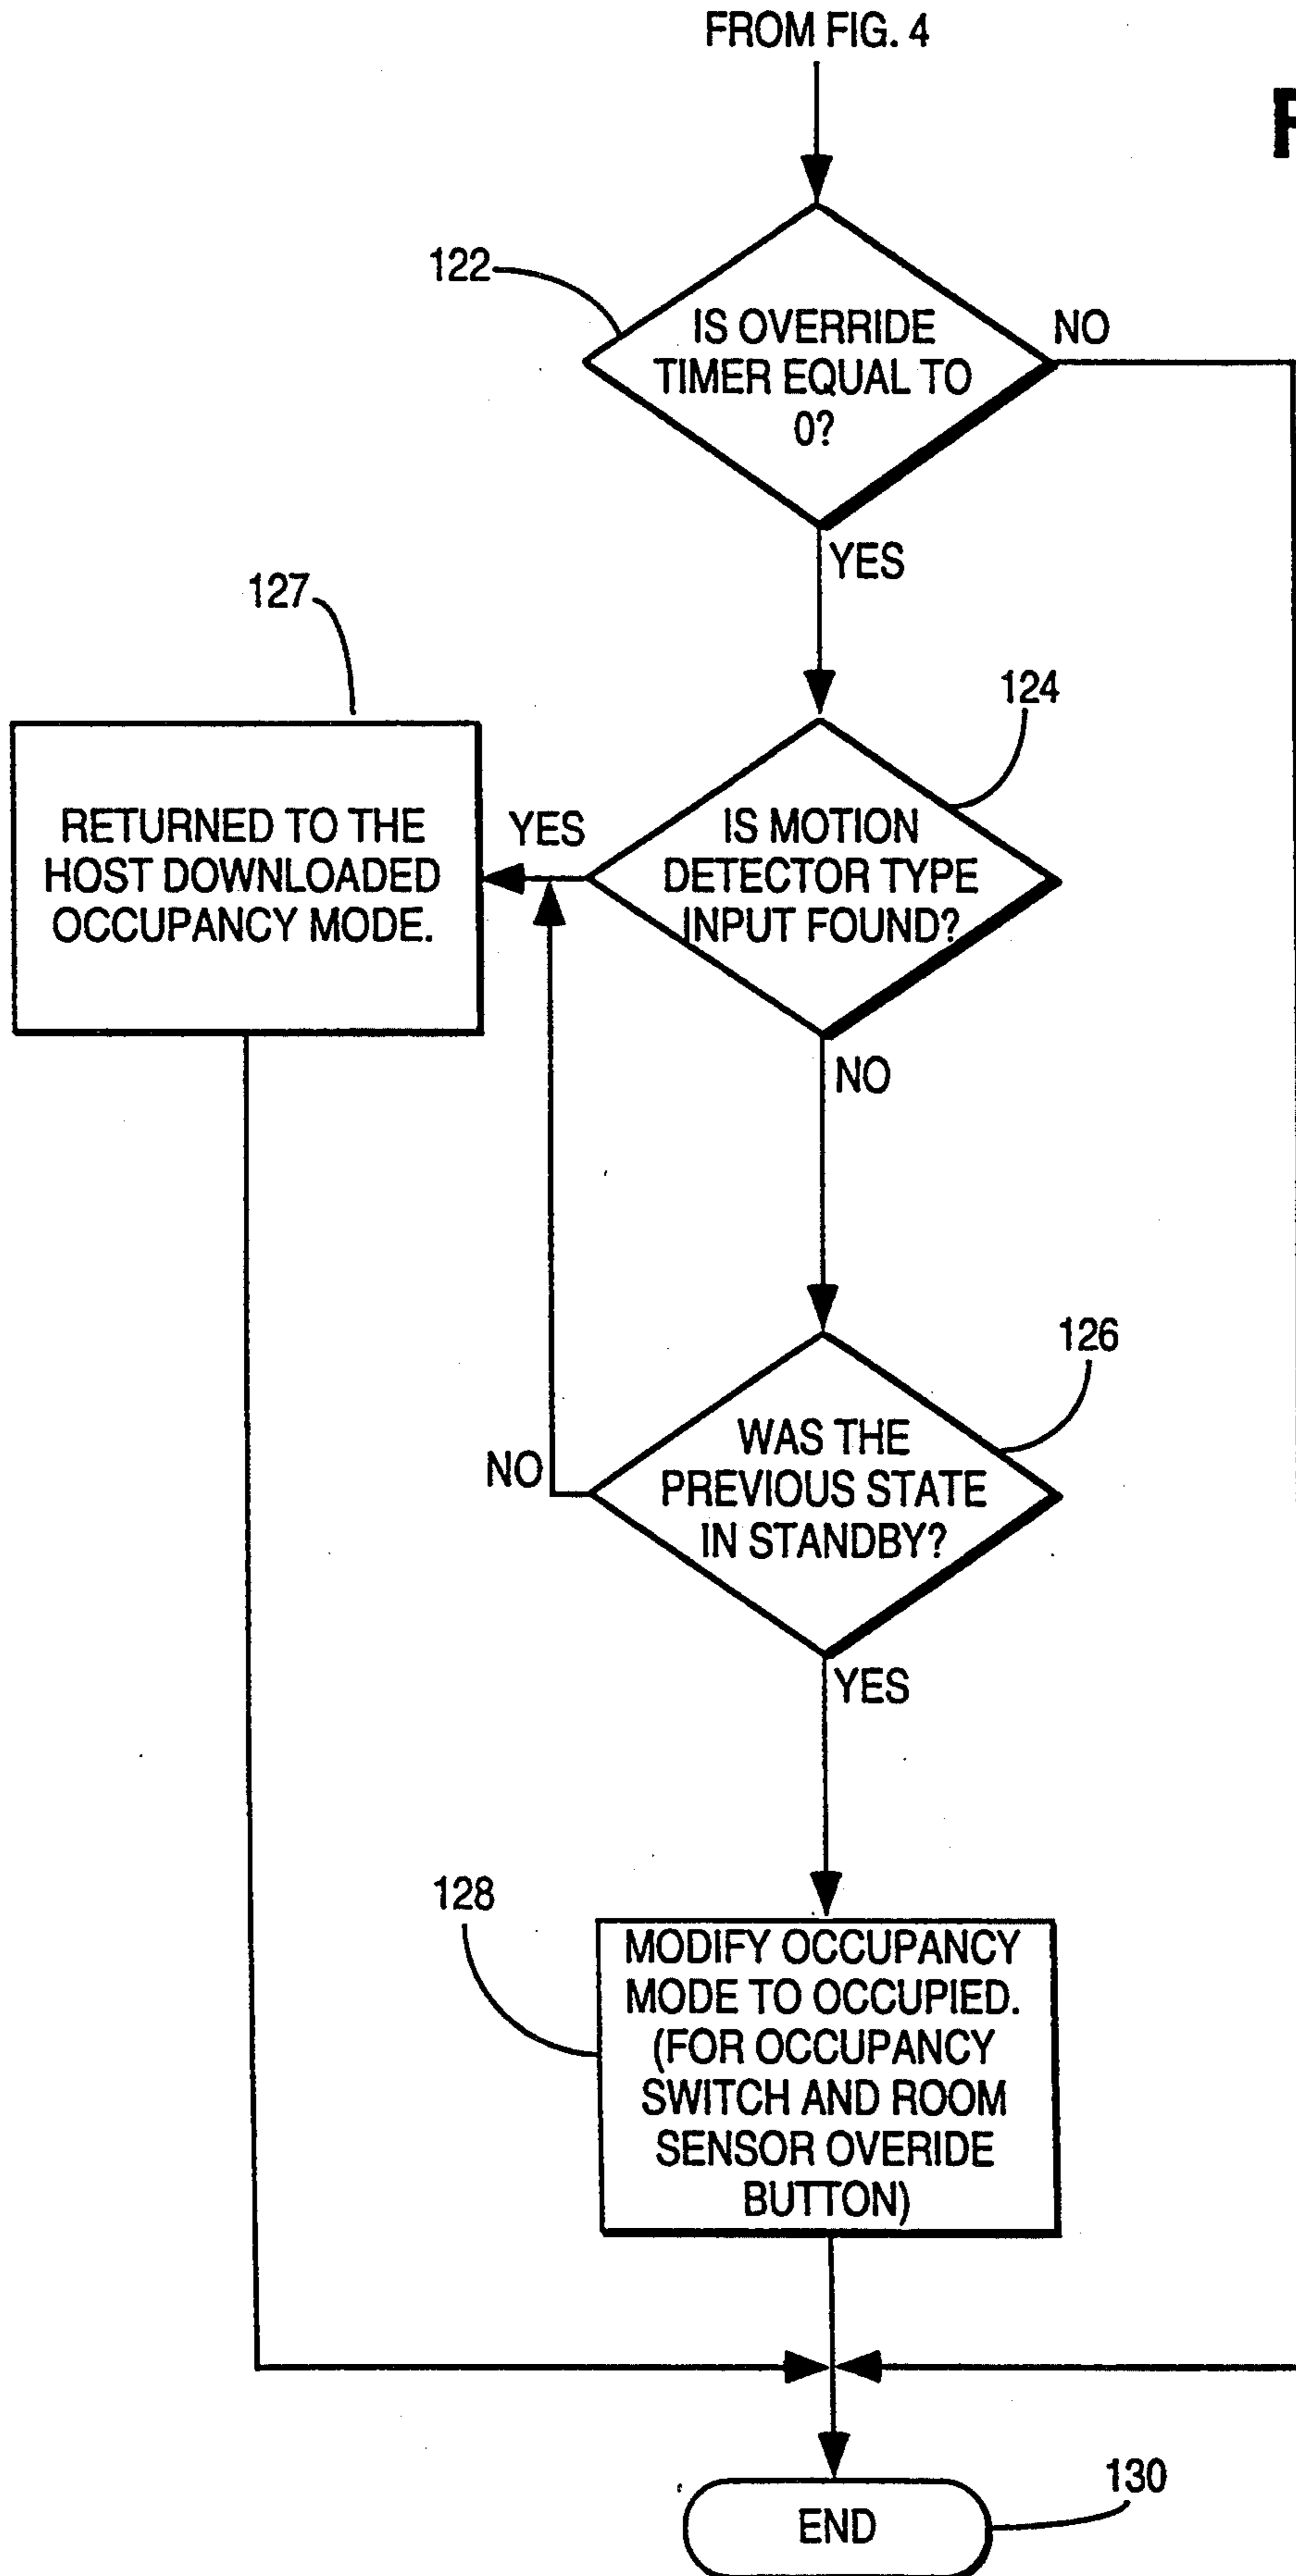 FROM FIG. 4
122
IS OVERRIDE
TIMER EQUAL TO
0?
NO
YES
127
124
RETURNED TO THE
HOST DOWNLOADED
OCCUPANCY MODE.
YES
IS MOTION
DETECTOR TYPE
INPUT FOUND?
NO
126
WAS THE
PREVIOUS STATE
IN STANDBY?
NO
YES
128
MODIFY OCCUPANCY
MODE TO OCCUPIED.
(FOR OCCUPANCY
SWITCH AND ROOM
SENSOR OVERIDE
BUTTON)
130
END